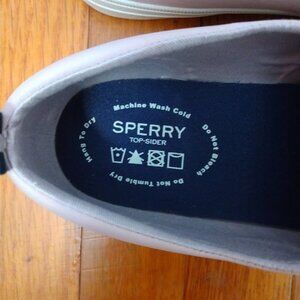 Machine Wash Cold
Do Not Bleach
Do Not Tumble Dry
Hang To Dry
SPERRY
TOP-SIDER